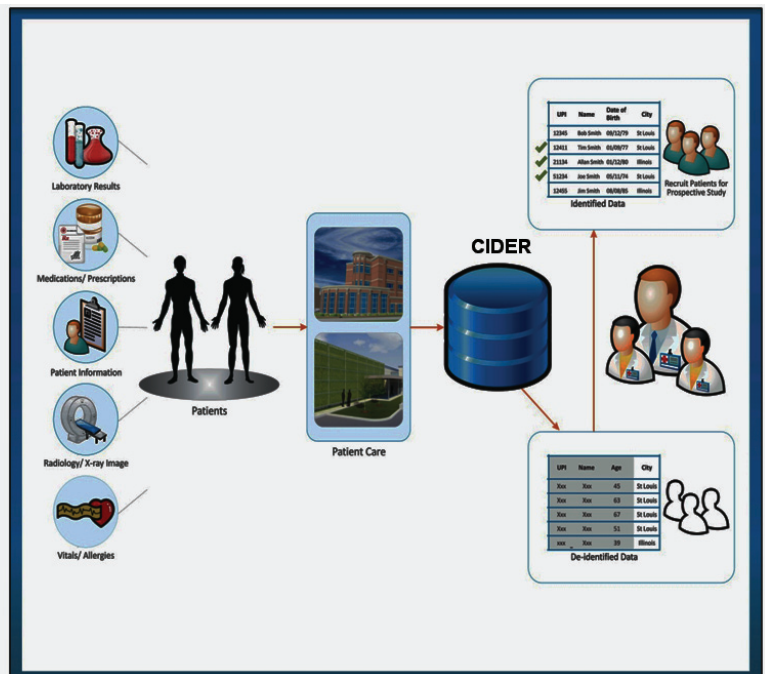 Laboratory Results
Medications/ Prescriptions
Patient Information
Radiology/ X-ray Image
Vitals/ Allergies
Patients
Patient Care
CIDER
UPI Name Date of Birth City
12345 Bob Smith 08/12/79 St Louis
12411 Tim Smith 01/09/77 St Louis
21134 Allan Smith 01/12/80 Illinois
51234 Joe Smith 05/11/74 St Louis
12455 Jim Smith 08/08/85 Illinois
Identified Data
Recruit Patients for
Prospective Study
UPI Name Age City
Xxx Xxx 45 St Louis
Xxx Xxx 63 St Louis
Xxx Xxx 67 St Louis
Xxx Xxx 51 St Louis
xxx Xxx 39 Illinois
De-identified Data